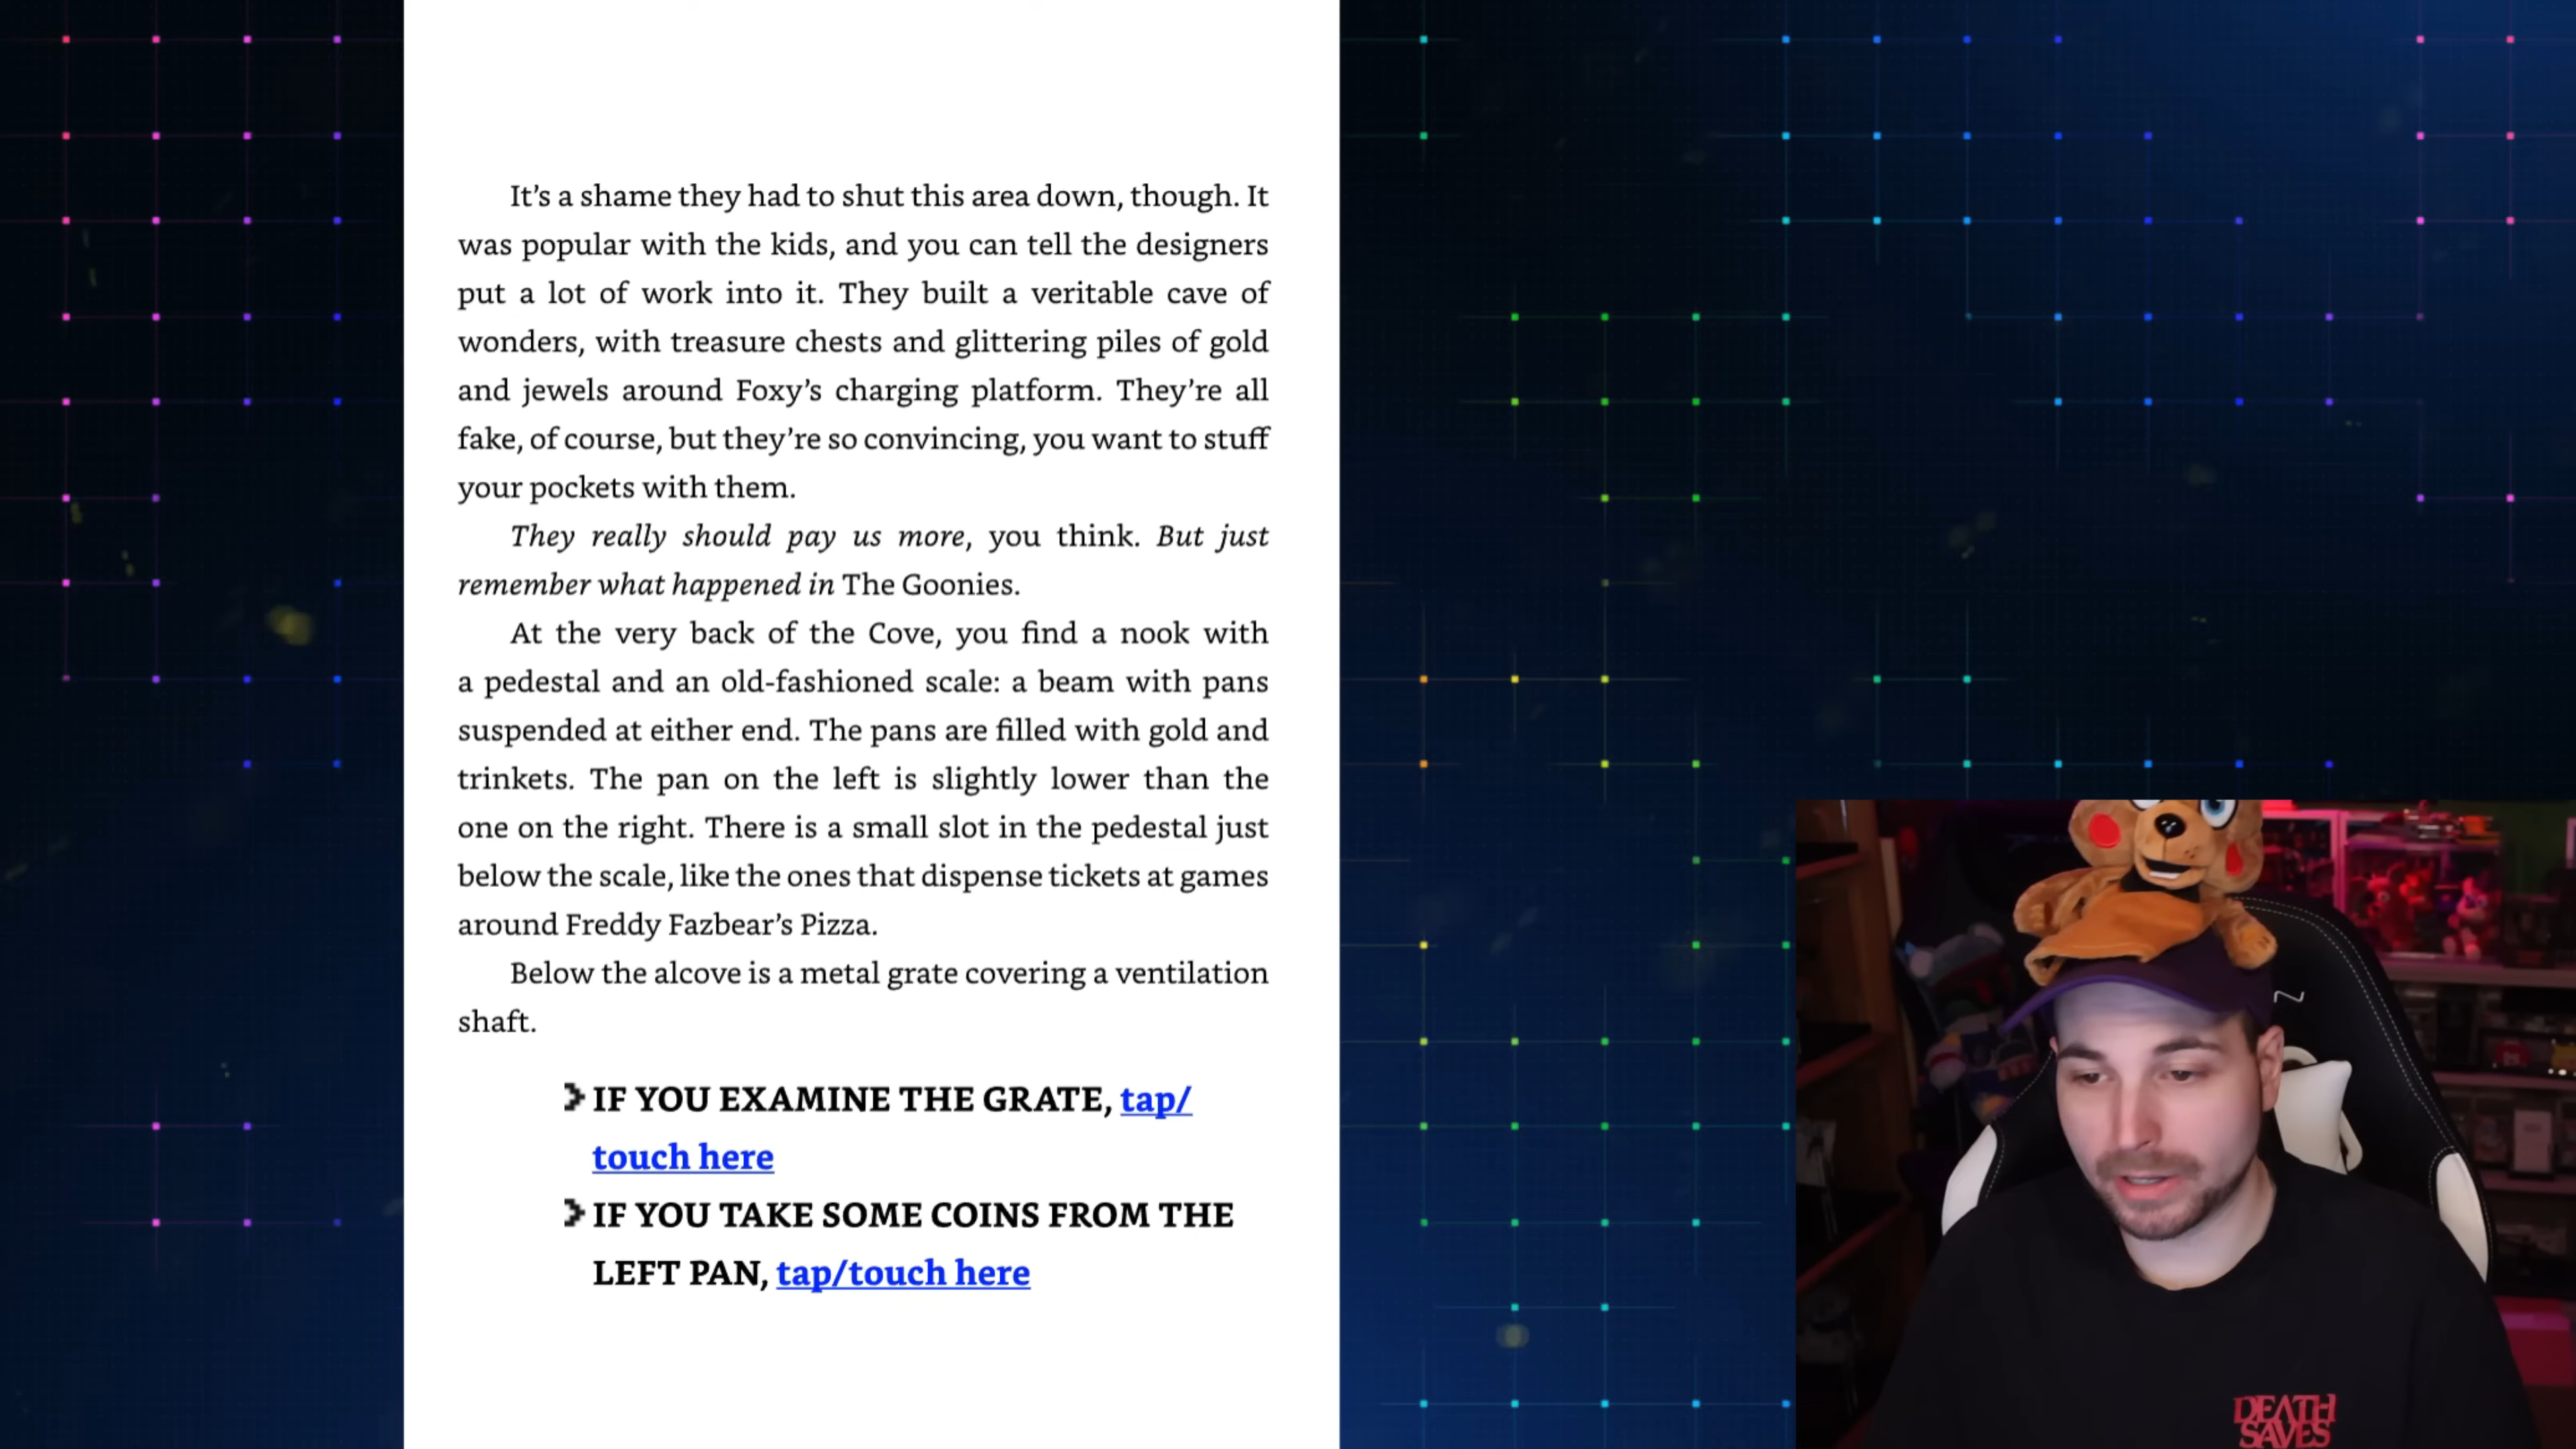 It’s a shame they had to shut this area down, though. It
was popular with the kids, and you can tell the designers
put a lot of work into it. They built a veritable cave of
wonders, with treasure chests and glittering piles of gold
and jewels around Foxy’s charging platform. They’re all
fake, of course, but they’re so convincing, you want to stuff
your pockets with them.
They really should pay us more, you think. But just
remember what happened in The Goonies.
At the very back of the Cove, you find a nook with
a pedestal and an old-fashioned scale: a beam with pans
suspended at either end. The pans are filled with gold and
trinkets. The pan on the left is slightly lower than the
one on the right. There is a small slot in the pedestal just
below the scale, like the ones that dispense tickets at games
around Freddy Fazbear’s Pizza.
Below the alcove is a metal grate covering a ventilation
shaft.
IF YOU EXAMINE THE GRATE, tap/
touch here
IF YOU TAKE SOME COINS FROM THE
LEFT PAN, tap/touch here
DEATH
SAVES